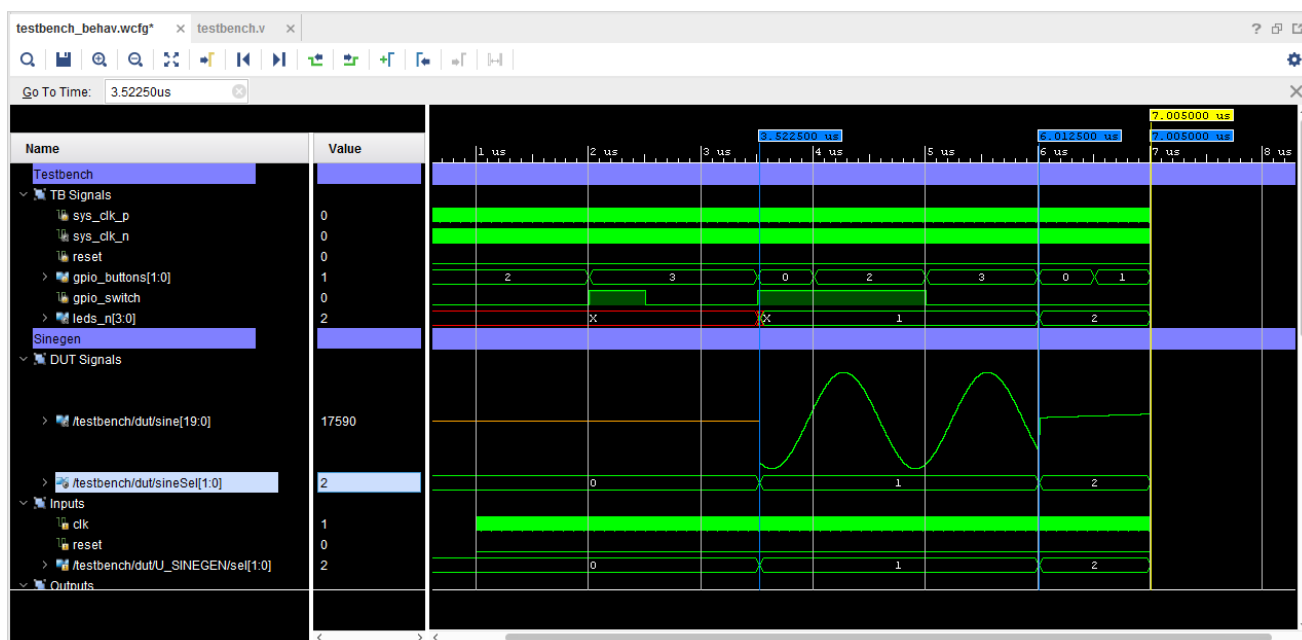 testbench_behav.wcfg* × testbench.v ×
?
Go To Time: 3.52250us
7.005000 us
3.522500 us 6.012500 us 7.005000 us
Name Value 1 us 2 us 3 us 4 us 5 us 6 us 7 us 8 us
Testbench
TB Signals
sys_clk_p 0
sys_clk_n 0
reset 0
gpio_buttons[1:0] 1 2 3 0 2 3 0 1
gpio_switch 0
leds_n[3:0] 2 X X 1 2
Sinegen
DUT Signals
/testbench/dut/sine[19:0] 17590
/testbench/dut/sineSel[1:0] 2 0 1 2
Inputs
clk 1
reset 0
/testbench/dut/U_SINEGEN/sel[1:0] 2 0 1 2
Outputs